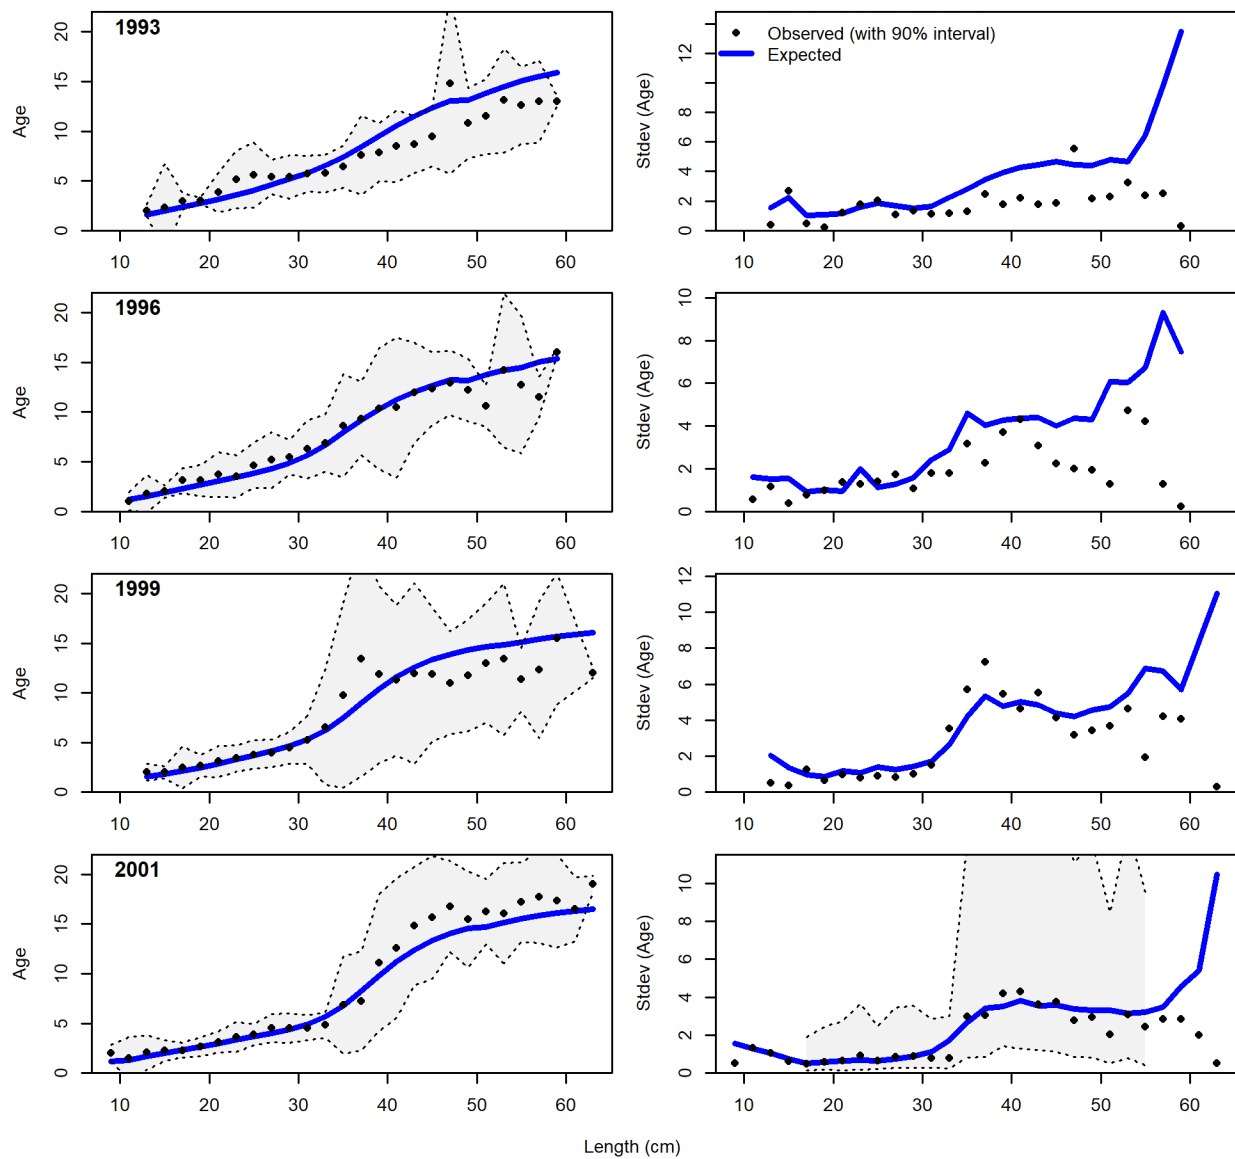 1993
Age
0 5 10 15 20
10 20 30 40 50 60
Observed (with 90% interval)
Expected
Stdev (Age)
0 2 4 6 8 12
10 20 30 40 50 60
1996
Age
0 5 10 15 20
10 20 30 40 50 60
Stdev (Age)
0 2 4 6 8 10
10 20 30 40 50 60
1999
Age
0 5 10 15 20
10 20 30 40 50 60
Stdev (Age)
0 2 4 6 8 10 12
10 20 30 40 50 60
2001
Age
0 5 10 15 20
10 20 30 40 50 60
Stdev (Age)
0 2 4 6 8 10
10 20 30 40 50 60
Length (cm)